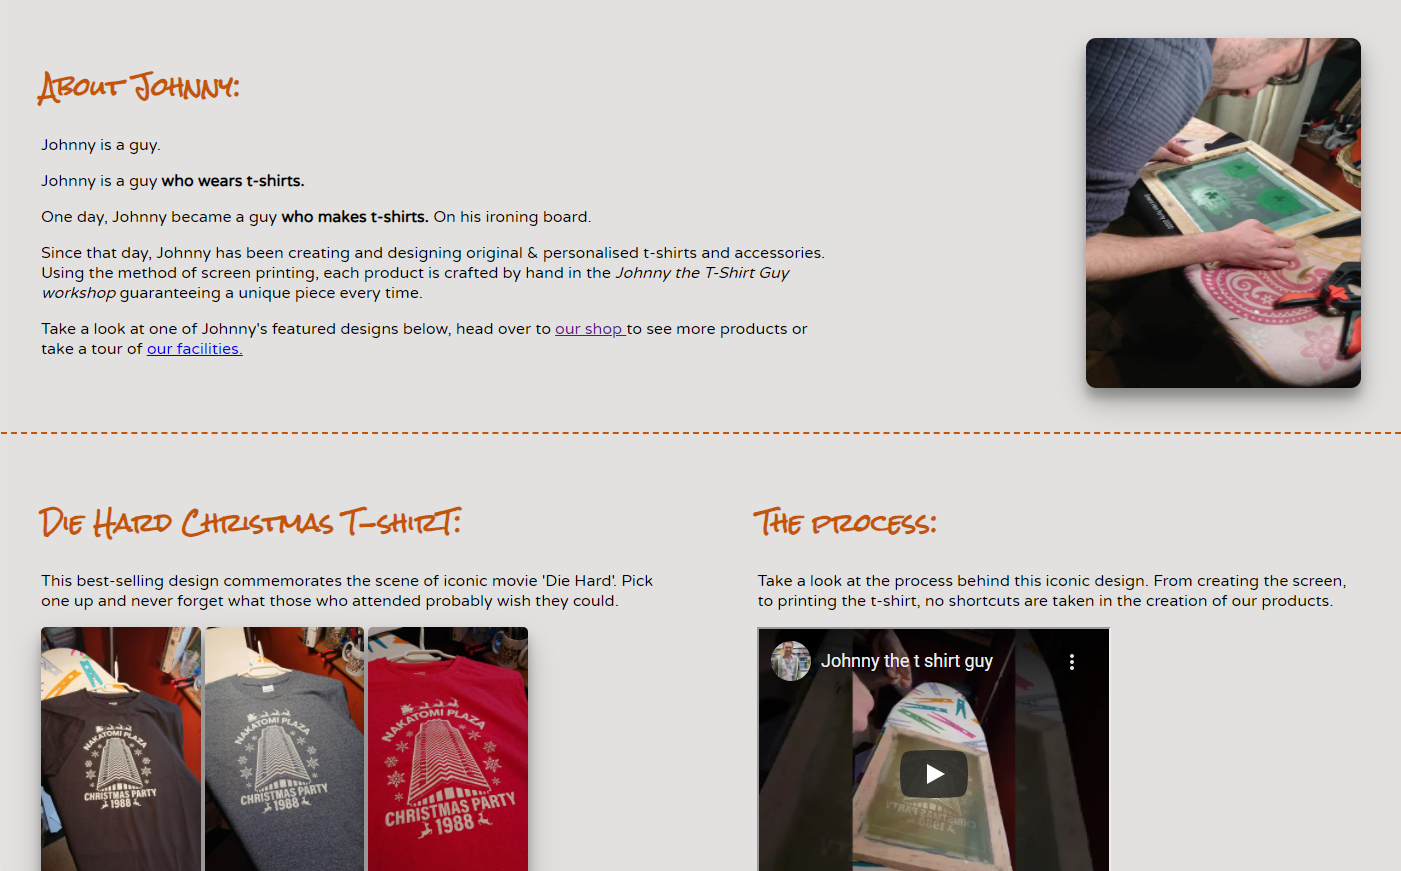 About Johnny:
Johnny is a guy.
Johnny is a guy who wears t-shirts.
One day, Johnny became a guy who makes t-shirts. On his ironing board.
Since that day, Johnny has been creating and designing original & personalised t-shirts and accessories.
Using the method of screen printing, each product is crafted by hand in the Johnny the T-Shirt Guy
workshop guaranteeing a unique piece every time.
Take a look at one of Johnny's featured designs below, head over to our shop to see more products or
take a tour of our facilities.
Die Hard Christmas T-shirt:
This best-selling design commemorates the scene of iconic movie 'Die Hard'. Pick
one up and never forget what those who attended probably wish they could.
NAKATOMI PLAZA
CHRISTMAS PARTY
1988
NAKATOMI PLAZA
CHRISTMAS PARTY
1988
NAKATOMI PLAZA
CHRISTMAS PARTY
1988
The process:
Take a look at the process behind this iconic design. From creating the screen,
to printing the t-shirt, no shortcuts are taken in the creation of our products.
Johnny the t shirt guy